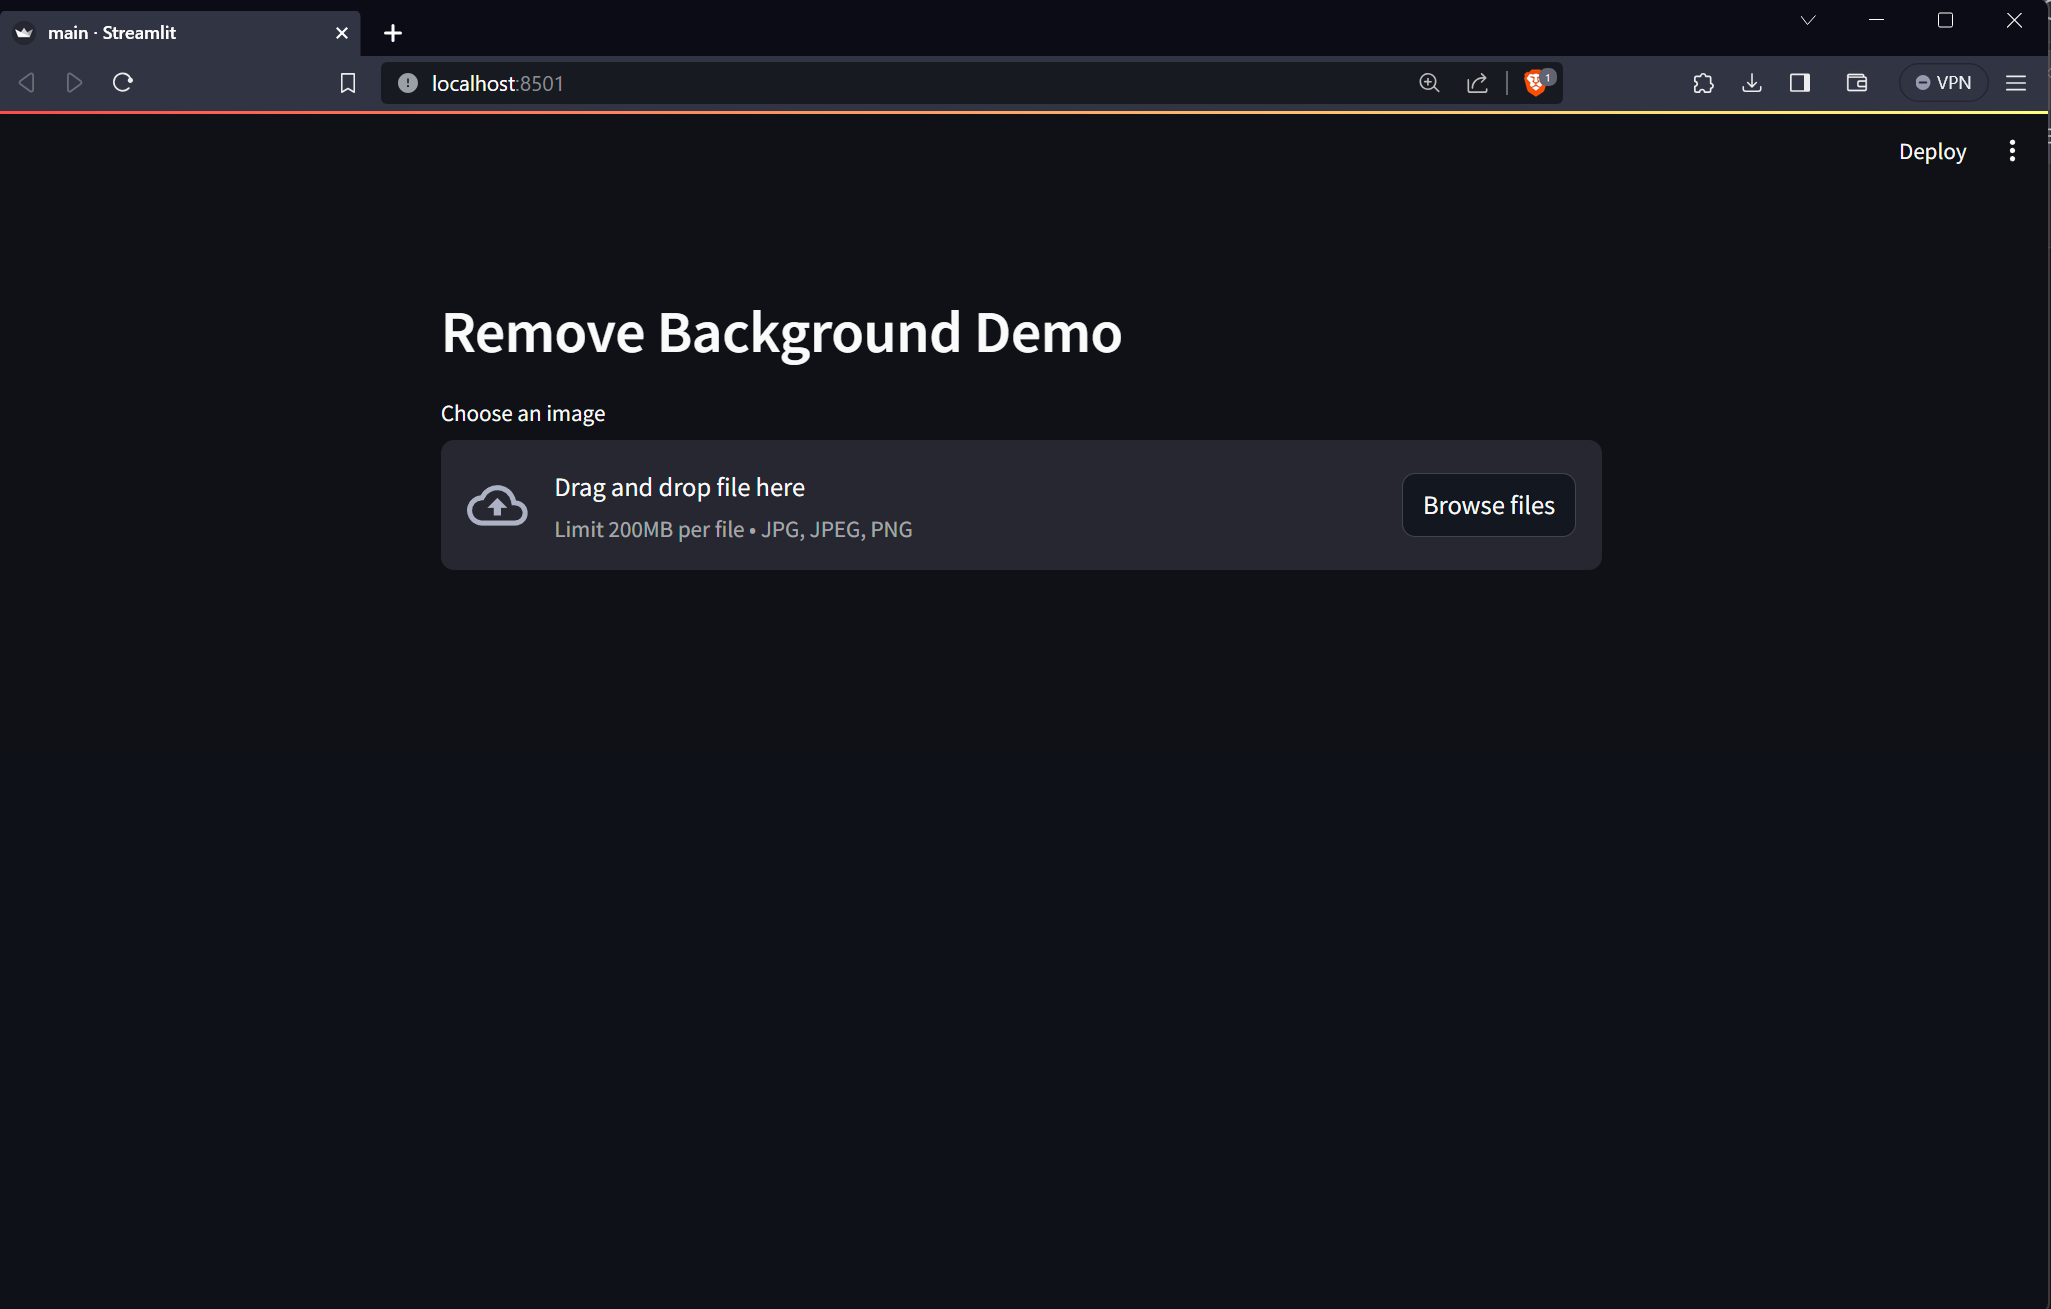 main · Streamlit
localhost:8501
1
VPN
Deploy
Remove Background Demo
Choose an image
Drag and drop file here
Limit 200MB per file • JPG, JPEG, PNG
Browse files